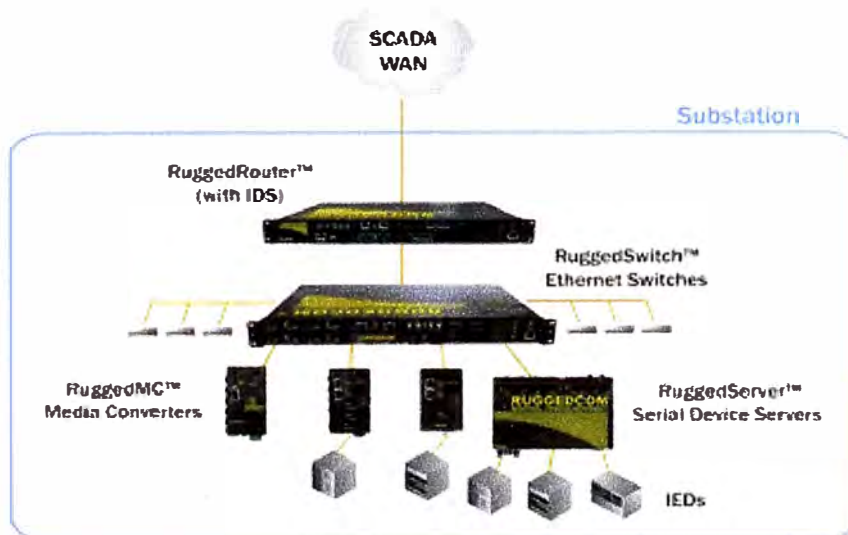 SCADA
WAN
Substation
RuggedRouter™
(with IDS)
RuggedSwitch™
Ethernet Switches
RuggedMC™
Media Converters
RUGGEDCOM
RuggedServer™
Serial Device Servers
IEDs